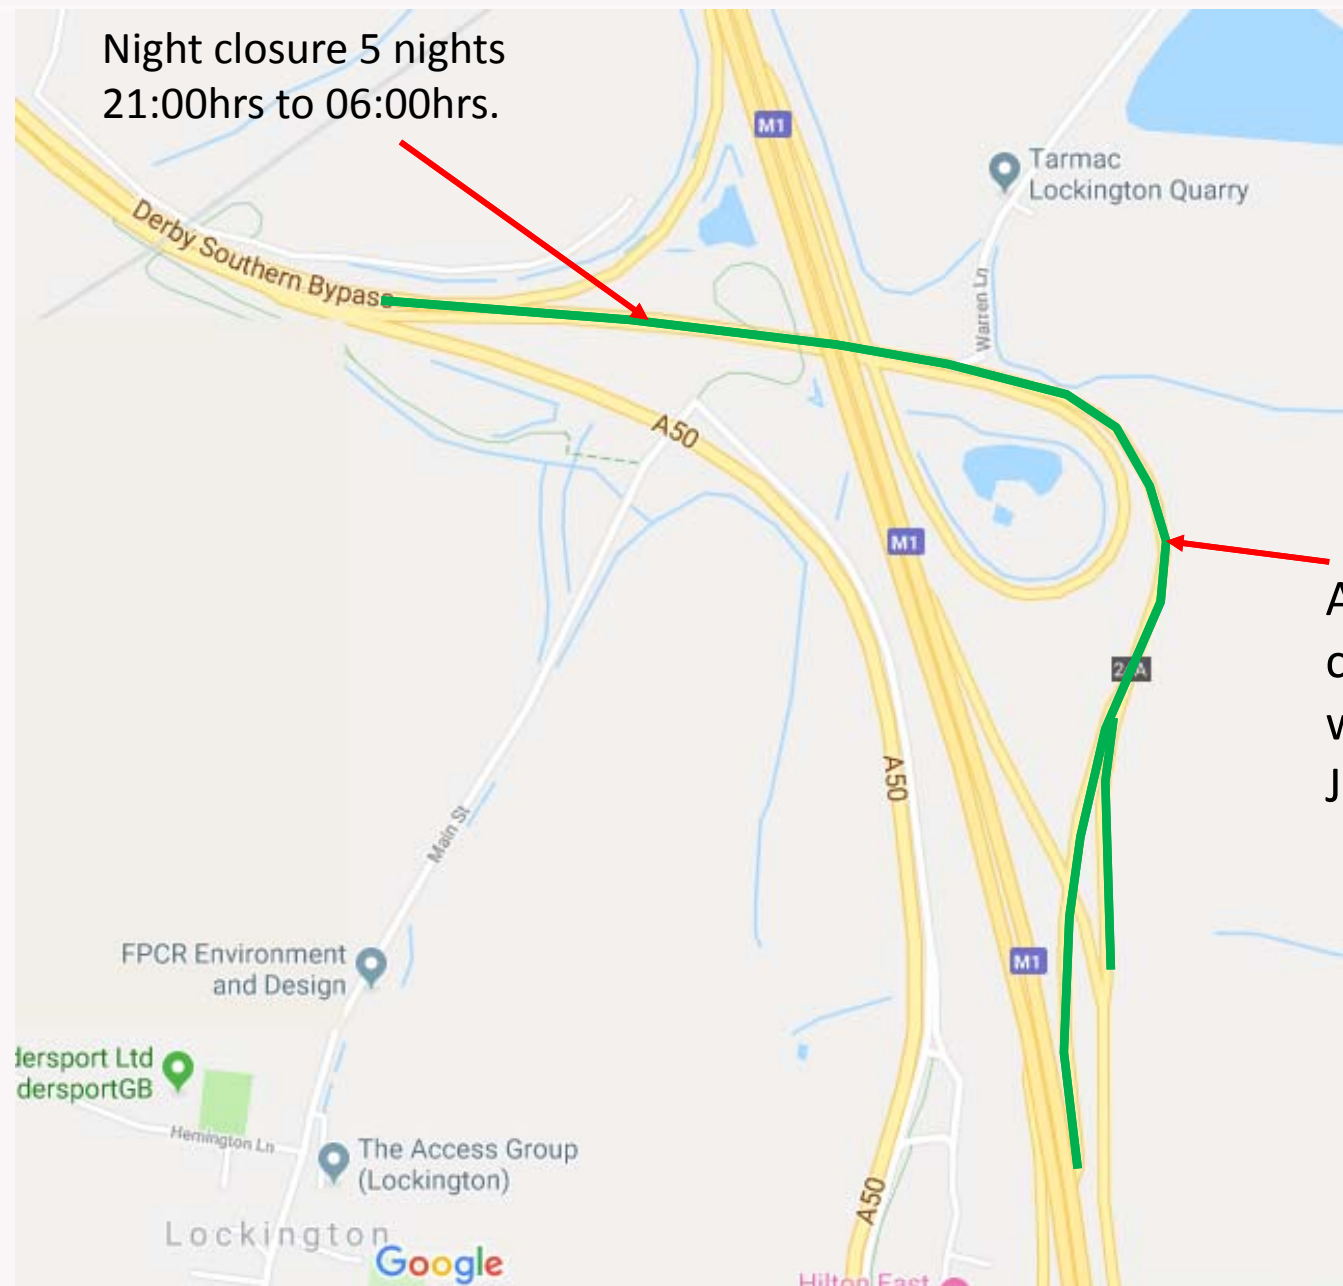 Night closure 5 nights
21:00hrs to 06:00hrs.
M1
Tarmac
Lockington Quarry
Derby Southern Bypass
Warren Ln
A50
M1
A50
Main St
FPCR Environment
and Design
M1
dersport Ltd
dersportGB
Hemington Ln
The Access Group
(Lockington)
A50
Lockington
Google
Hilton East